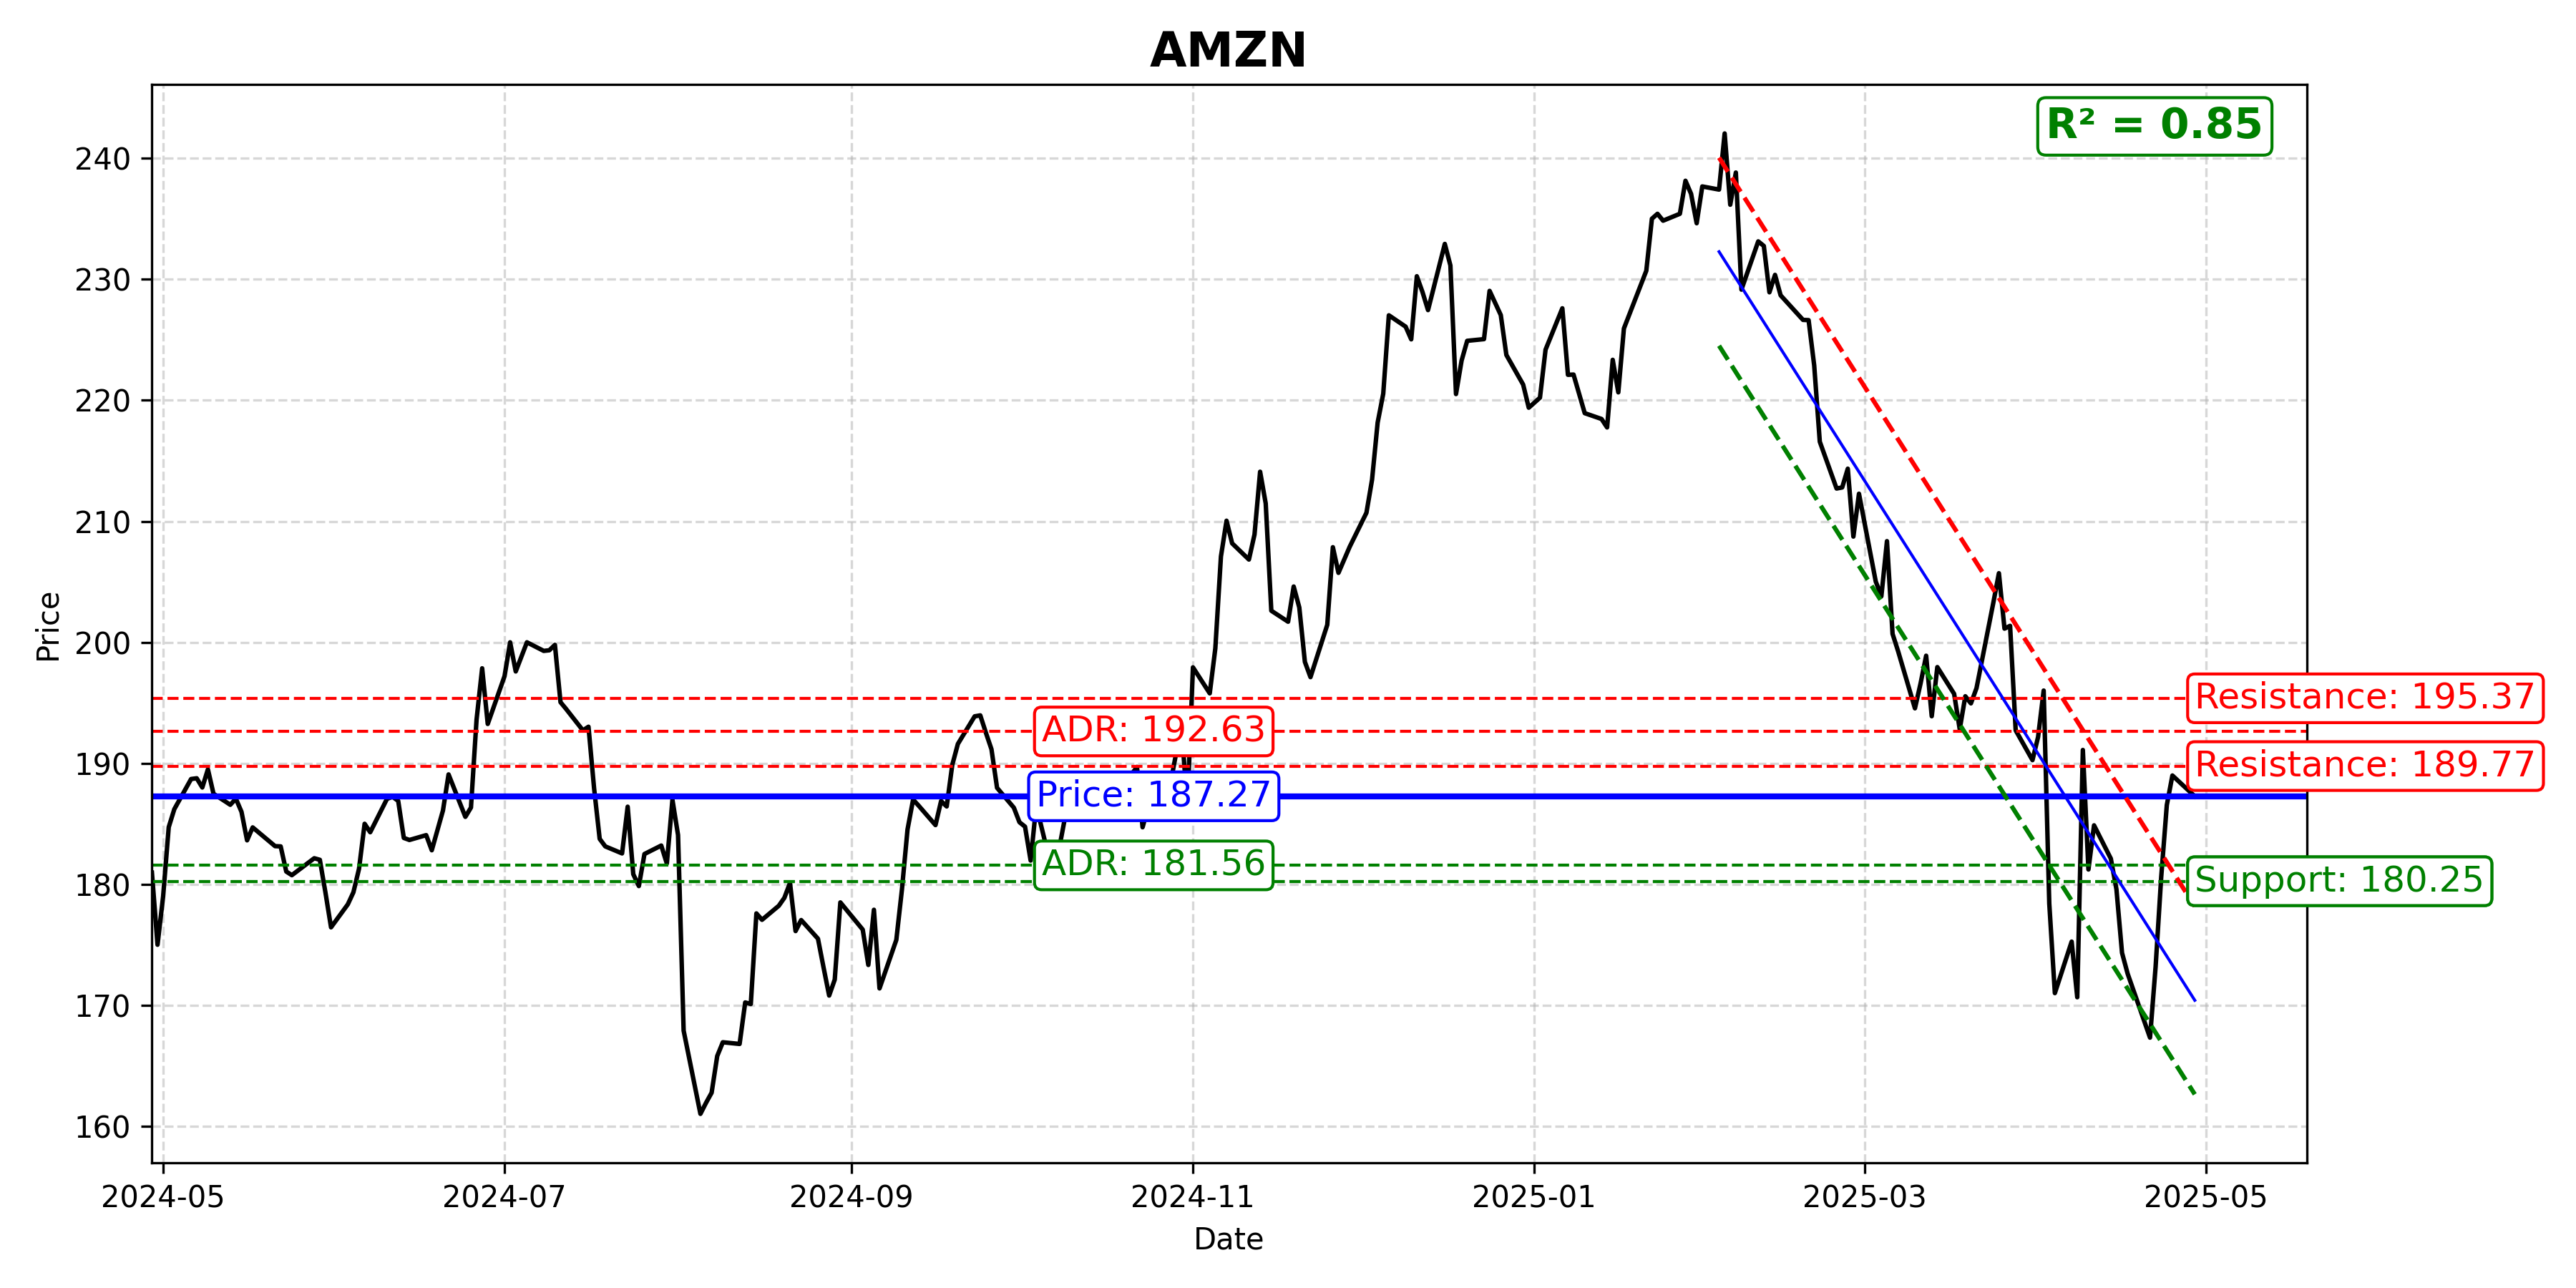 AMZN
R² = 0.85
240
230
220
210
200
190
180
170
160
Price
Resistance: 195.37
ADR: 192.63
Resistance: 189.77
Price: 187.27
ADR: 181.56
Support: 180.25
2024-05
2024-07
2024-09
2024-11
2025-01
2025-03
2025-05
Date